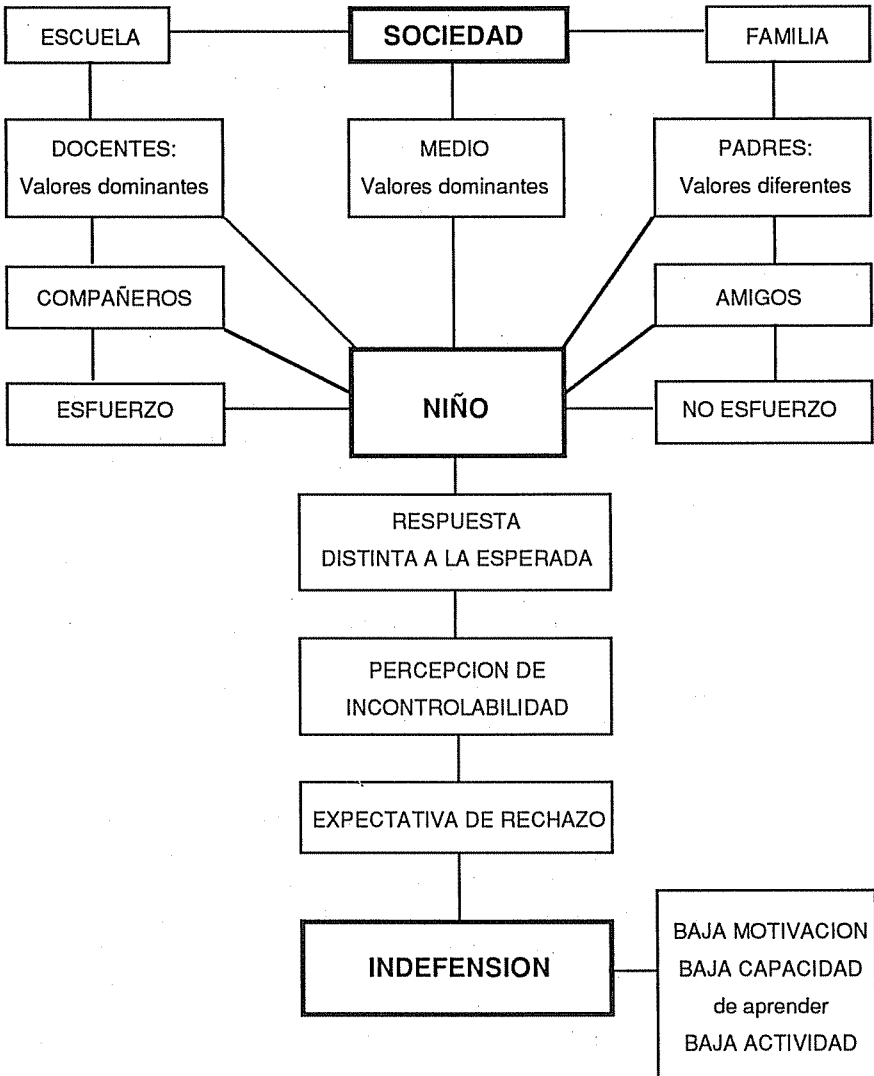 ESCUELA
SOCIEDAD
FAMILIA
DOCENTES:
Valores dominantes
MEDIO
Valores dominantes
PADRES:
Valores diferentes
COMPAÑEROS
AMIGOS
ESFUERZO
NIÑO
NO ESFUERZO
RESPUESTA
DISTINTA A LA ESPERADA
PERCEPCION DE
INCONTROLABILIDAD
EXPECTATIVA DE RECHAZO
INDEFENSION
BAJA MOTIVACION
BAJA CAPACIDAD
de aprender
BAJA ACTIVIDAD